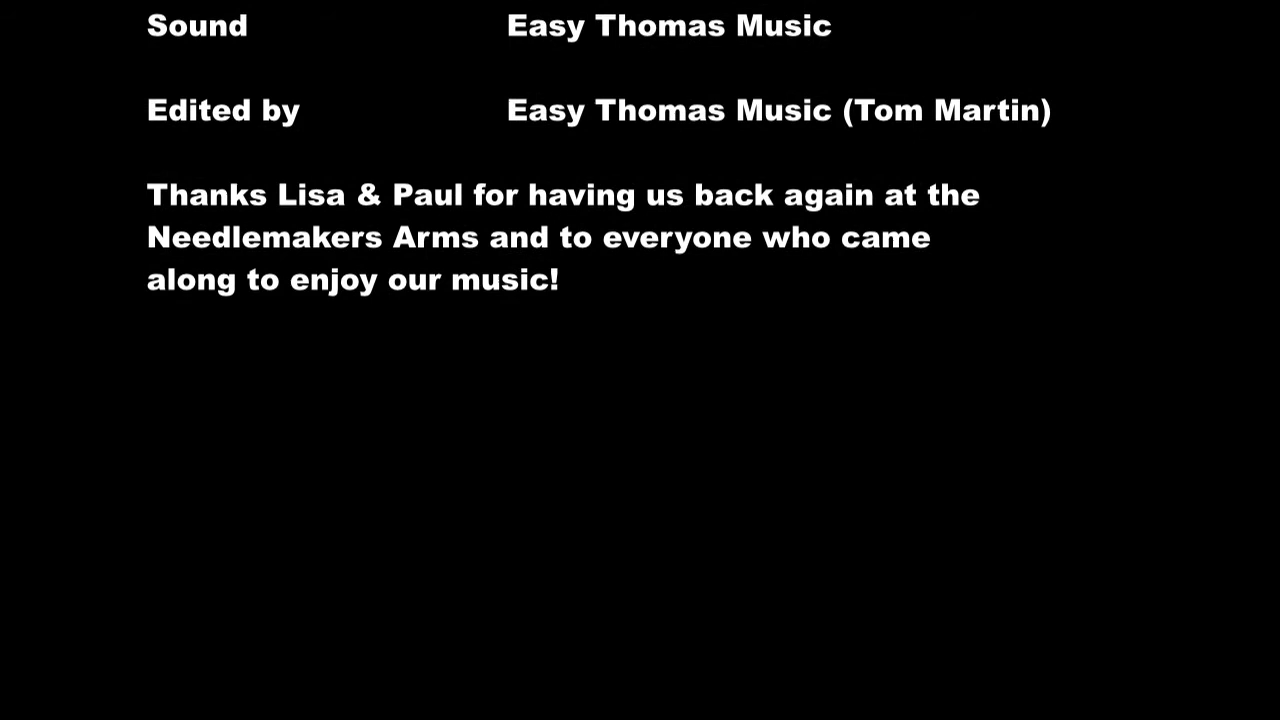 Sound Easy Thomas Music
Edited by Easy Thomas Music (Tom Martin)
Thanks Lisa & Paul for having us back again at the
Needlemakers Arms and to everyone who came
along to enjoy our music!